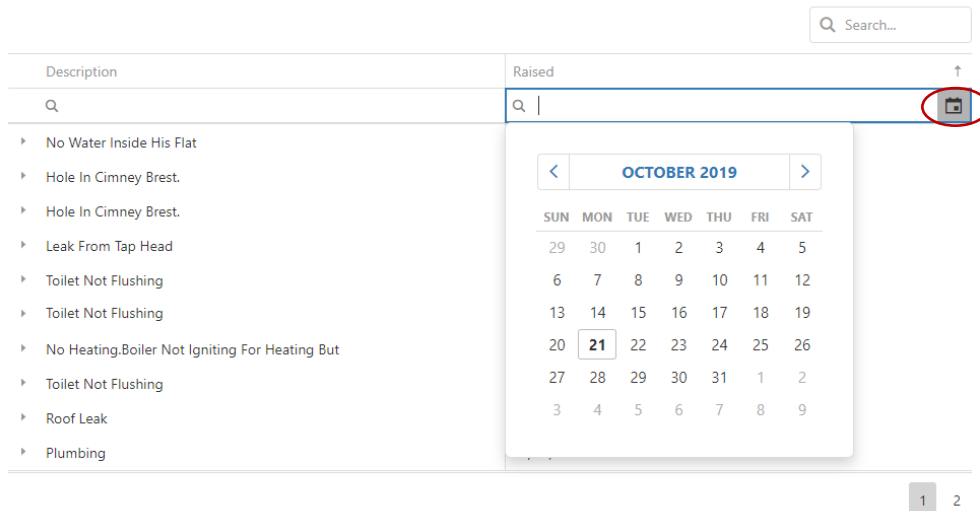 Search...
Description Raised ↑
No Water Inside His Flat
Hole In Cimney Brest.
Hole In Cimney Brest.
Leak From Tap Head
Toilet Not Flushing
Toilet Not Flushing
No Heating.Boiler Not Igniting For Heating But
Toilet Not Flushing
Roof Leak
Plumbing
OCTOBER 2019
SUN MON TUE WED THU FRI SAT
29 30 1 2 3 4 5
6 7 8 9 10 11 12
13 14 15 16 17 18 19
20 21 22 23 24 25 26
27 28 29 30 31 1 2
3 4 5 6 7 8 9
1 2